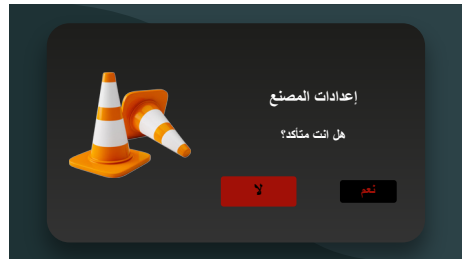 إعدادات المصنع
هل انت متأكد؟
نعم
لا